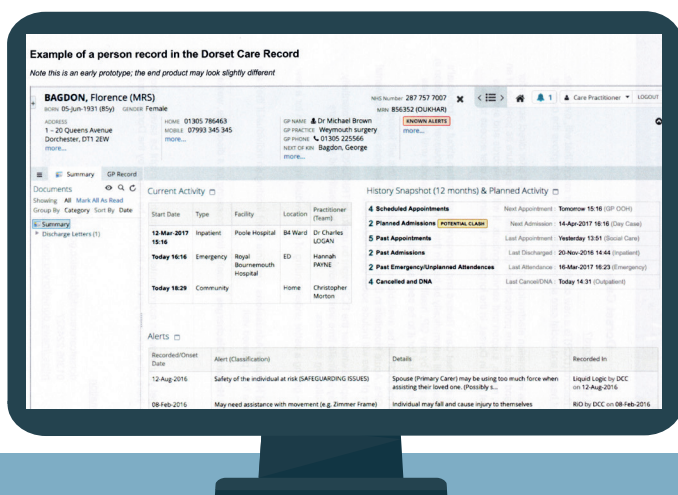 Example of a person record in the Dorset Care Record
Note this is an early prototype; the end product may look slightly different
BAGDON, Florence (MRS)
BORN 05-Jun-1931 (85y) GENDER Female
NHS Number 287 757 7007
MRN 856352 (OUKHAR)
1
Care Practitioner
LOGOUT
ADDRESS
1 – 20 Queens Avenue
Dorchester, DT1 2EW
more...
HOME 01305 786463
MOBILE 07993 345 345
more...
GP NAME Dr Michael Brown
GP PRACTICE Weymouth surgery
GP PHONE 01305 225566
NEXT OF KIN Bagdon, George
more...
KNOWN ALERTS
more...
Summary GP Record
Documents
Showing All Mark All As Read
Group By Category Sort By Date
Summary
Discharge Letters (1)
Current Activity
Start Date Type Facility Location Practitioner (Team)
12-Mar-2017 15:16 Inpatient Poole Hospital B4 Ward Dr Charles LOGAN
Today 16:16 Emergency Royal Bournemouth Hospital ED Hannah PAYNE
Today 18:29 Community Home Christopher Morton
History Snapshot (12 months) & Planned Activity
4 Scheduled Appointments Next Appointment : Tomorrow 15:16 (GP OOH)
2 Planned Admissions POTENTIAL CLASH Next Admission : 14-Apr-2017 16:16 (Day Case)
5 Past Appointments Last Appointment : Yesterday 13:51 (Social Care)
2 Past Admissions Last Discharged : 20-Nov-2016 14:44 (Inpatient)
2 Past Emergency/Unplanned Attendences Last Attendance : 16-Mar-2017 16:23 (Emergency)
4 Cancelled and DNA Last Cancel/DNA : Today 14:31 (Outpatient)
Alerts
Recorded/Onset Date Alert (Classification) Details Recorded In
12-Aug-2016 Safety of the individual at risk (SAFEGUARDING ISSUES) Spouse (Primary Carer) may be using too much force when assisting their loved one. (Possibly s... Liquid Logic by DCC on 12-Aug-2016
08-Feb-2016 May need assistance with movement (e.g. Zimmer Frame) Individual may fall and cause injury to themselves RiO by DCC on 08-Feb-2016